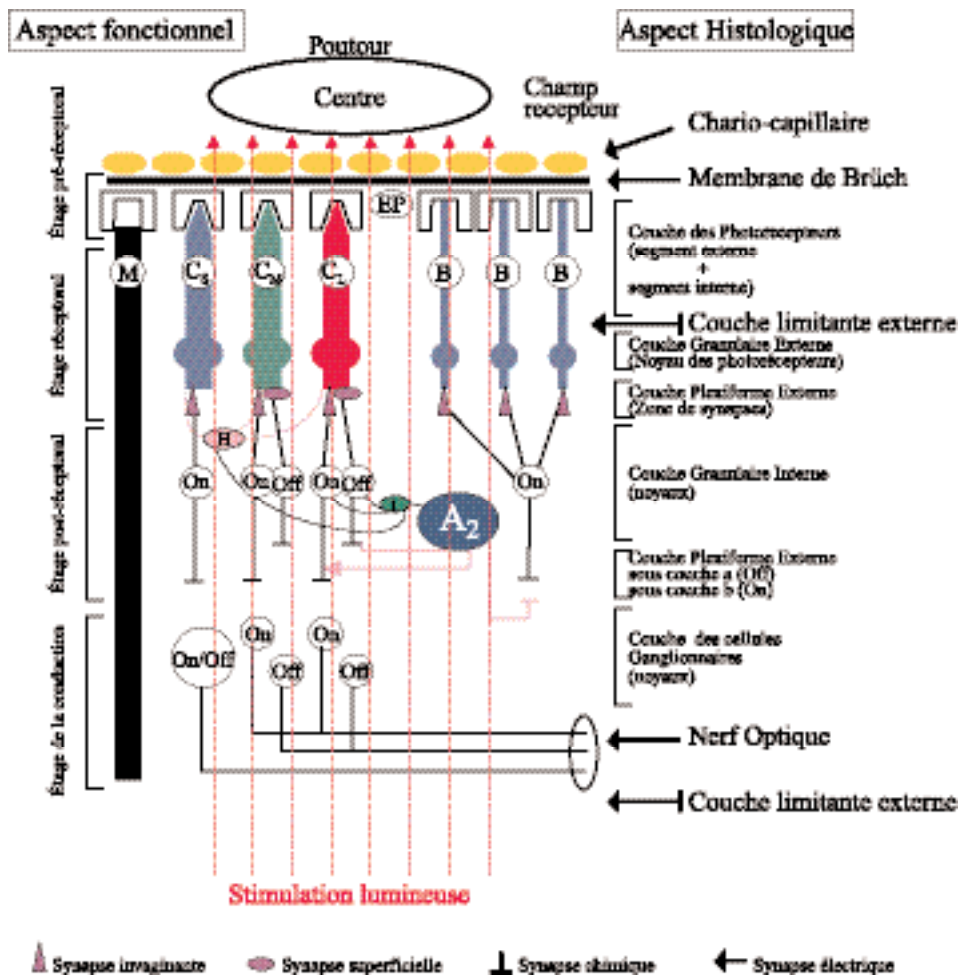 Aspect fonctionnel
Aspect Histologique
Poutour
Centre
Champ
recepteur
Chario-capillaire
Membrane de Brüch
Étage pré-réceptoral
Étage réceptoral
Étage post-réceptoral
Étage de la conduction
EP
M
C_S
C_M
C_L
B
B
B
Couche des Photorécepteurs
(segment externe
+
segment interne)
Couche limitante externe
Couche Granulaire Externe
(Noyau des photorécepteurs)
Couche Plexiforme Externe
(Zone de synapses)
H
On
On
Off
On
Off
I
A2
On
Couche Granulaire Interne
(noyaux)
Couche Plexiforme Externe
sous couche a (Off)
sous couche b (On)
On/Off
On
Off
On
Off
Couche des cellules
Ganglionnaires
(noyaux)
Nerf Optique
Couche limitante externe
Stimulation lumineuse
Synapse invaginante
Synapse superficielle
Synapse chimique
Synapse électrique